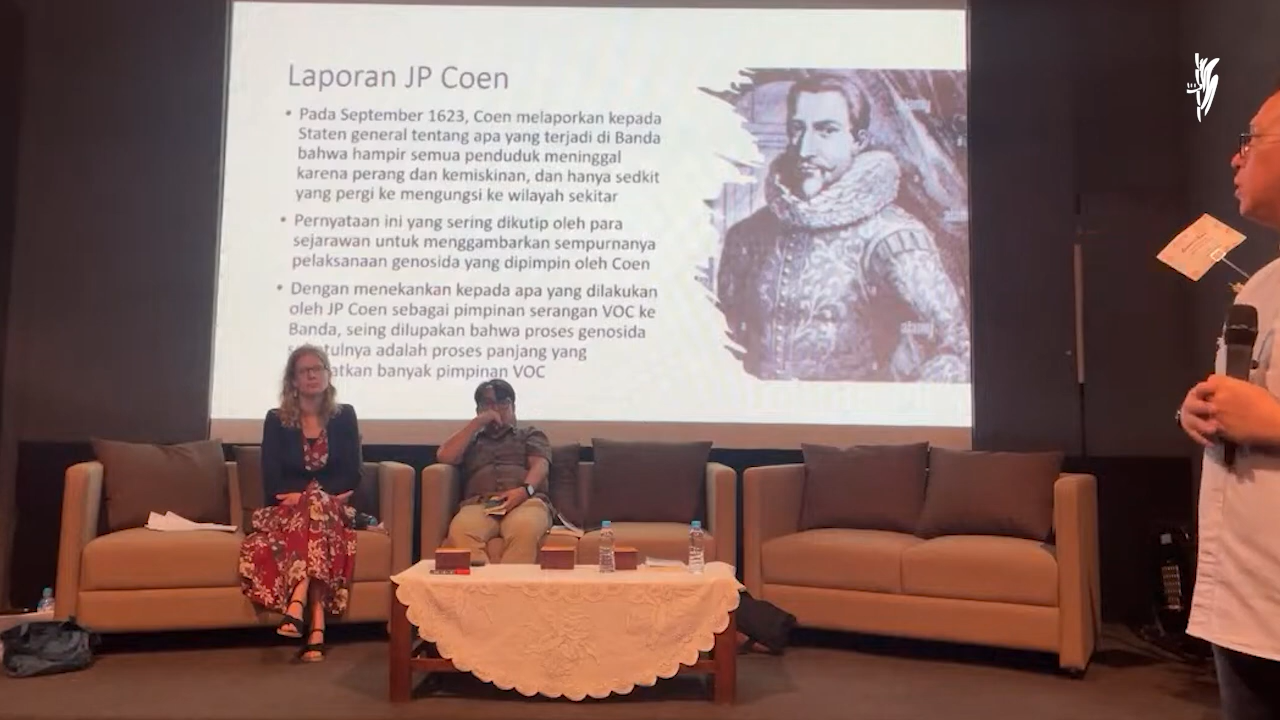 Laporan JP Coen
• Pada September 1623, Coen melaporkan kepada
Staten general tentang apa yang terjadi di Banda
bahwa hampir semua penduduk meninggal
karena perang dan kemiskinan, dan hanya sedkit
yang pergi ke mengungsi ke wilayah sekitar
• Pernyataan ini yang sering dikutip oleh para
sejarawan untuk menggambarkan sempurnanya
pelaksanaan genosida yang dipimpin oleh Coen
• Dengan menekankan kepada apa yang dilakukan
oleh JP Coen sebagai pimpinan serangan VOC ke
Banda, seing dilupakan bahwa proses genosida
adalah proses panjang yang
banyak pimpinan VOC
alamy